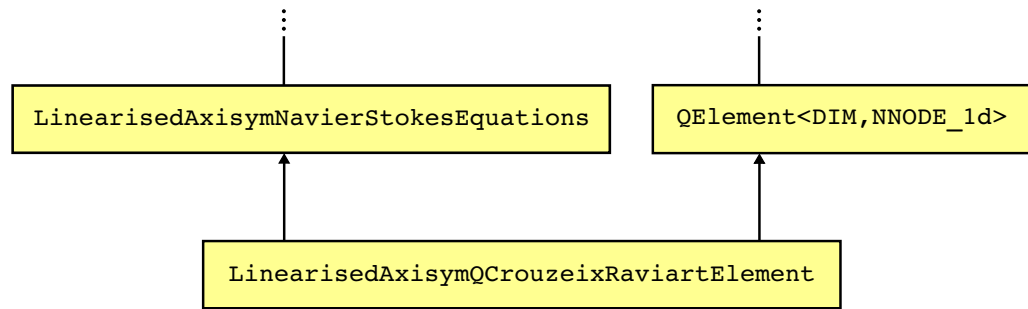 LinearisedAxisymNavierStokesEquations
QElement<DIM,NNODE_1d>
LinearisedAxisymQCrouzeixRaviartElement